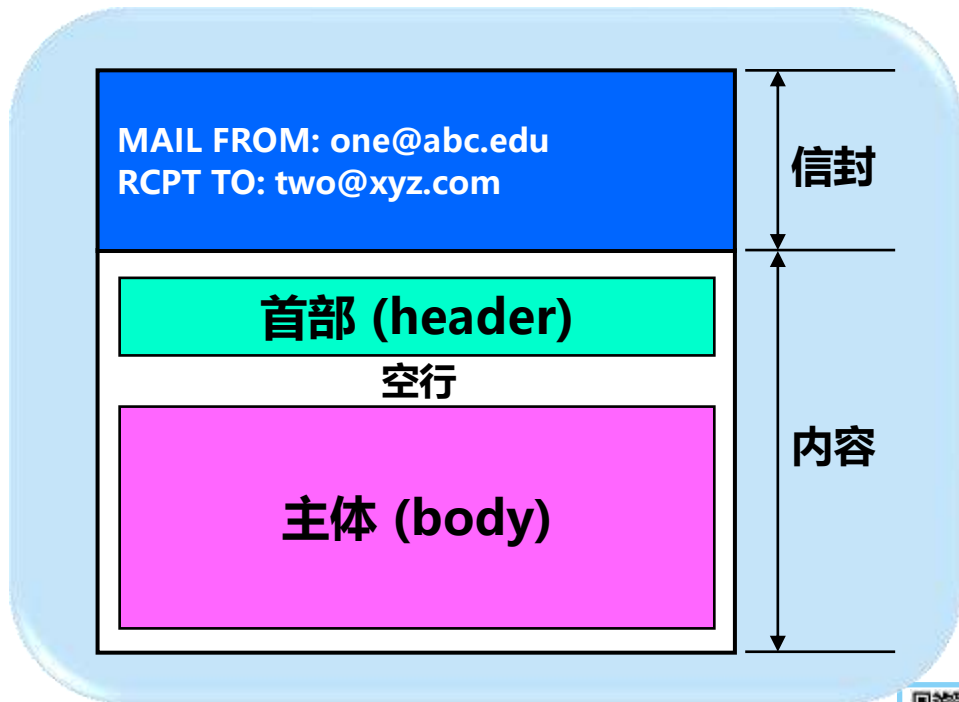 MAIL FROM: one@abc.edu
RCPT TO: two@xyz.com
信封
首部 (header)
空行
内容
主体 (body)